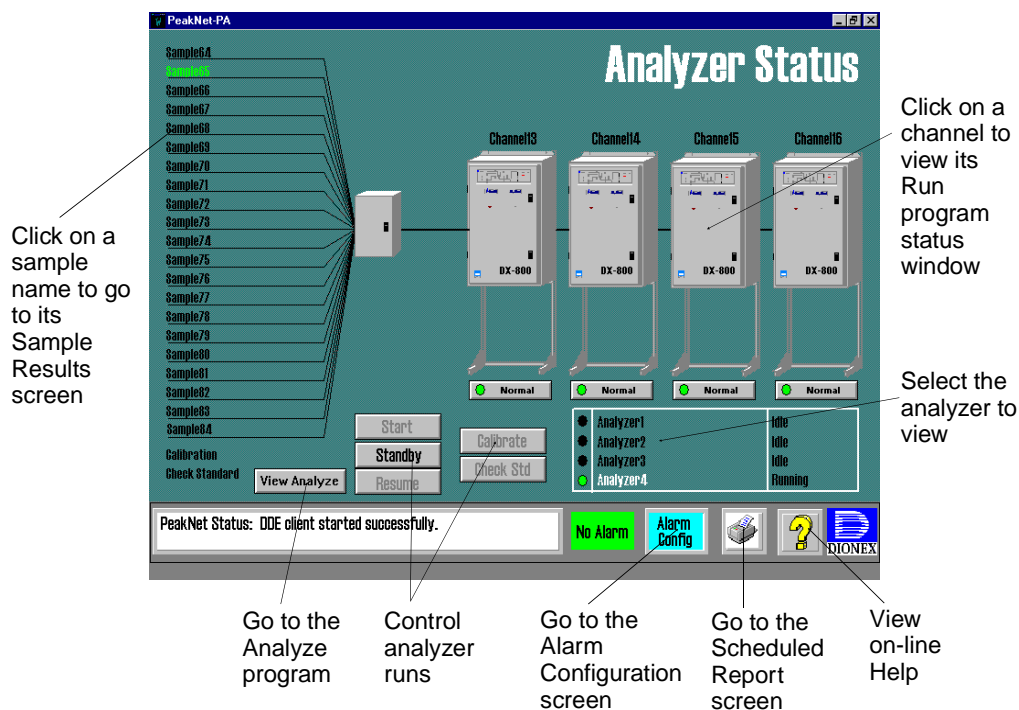 PeakNet-PA
Analyzer Status
Sample64
Sample65
Sample66
Sample67
Sample68
Sample69
Sample70
Sample71
Sample72
Sample73
Sample74
Sample75
Sample76
Sample77
Sample78
Sample79
Sample80
Sample81
Sample82
Sample83
Sample84
Calibration
Check Standard
Channel13
Channel14
Channel15
Channel16
DX-800
DX-800
DX-800
DX-800
Normal
Normal
Normal
Normal
Start
Standby
Resume
Calibrate
Check Std
View Analyze
Analyzer1 Idle
Analyzer2 Idle
Analyzer3 Idle
Analyzer4 Running
PeakNet Status: DDE client started successfully.
No Alarm
Alarm
Config
DIONEX
Click on a
sample
name to go
to its
Sample
Results
screen
Click on a
channel to
view its
Run
program
status
window
Select the
analyzer to
view
Go to the
Analyze
program
Control
analyzer
runs
Go to the
Alarm
Configuration
screen
Go to the
Scheduled
Report
screen
View
on-line
Help